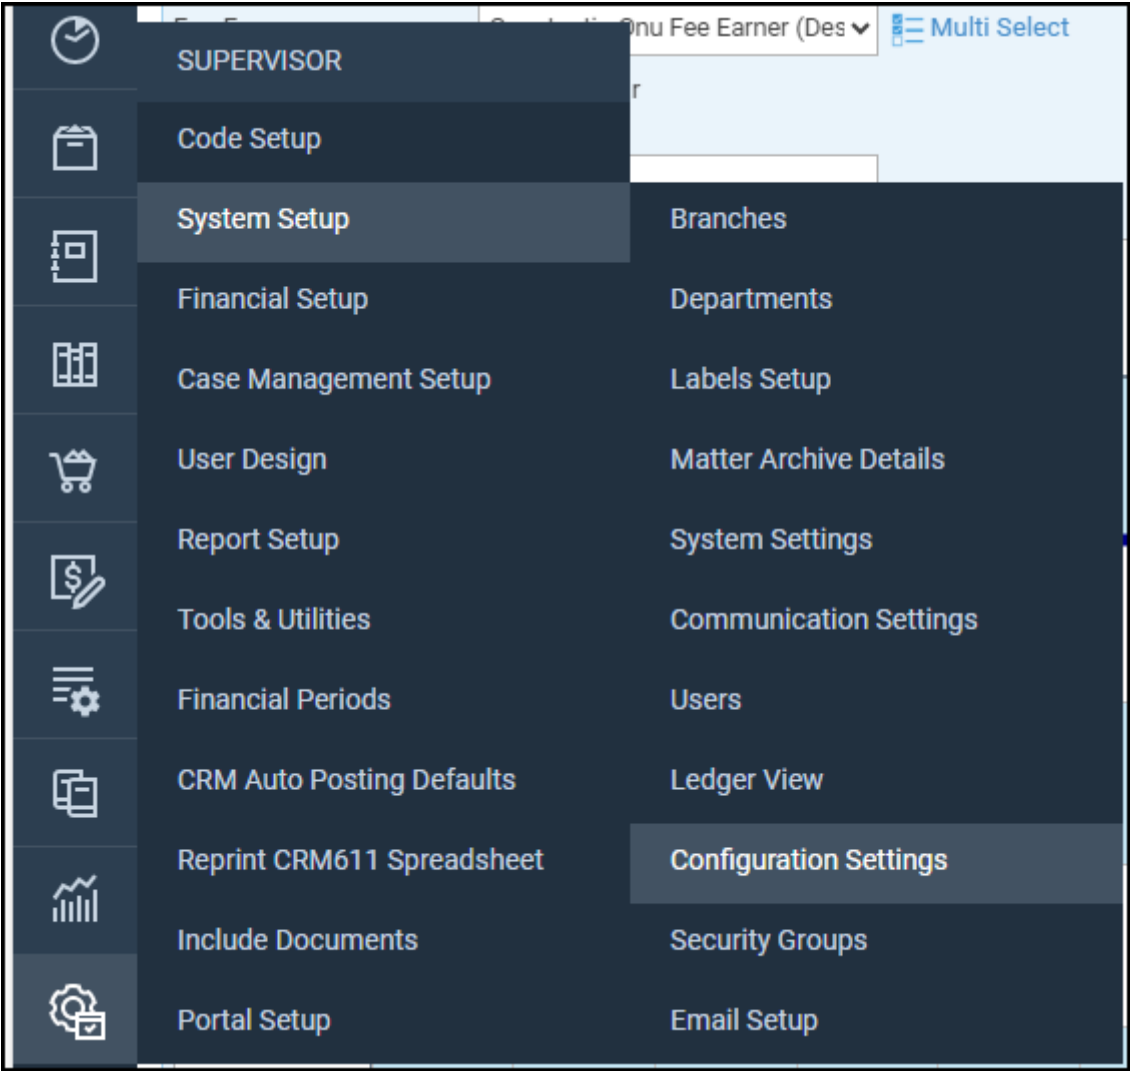 Onu Fee Earner (Des
Multi Select
SUPERVISOR
r
Code Setup
System Setup
Financial Setup
Case Management Setup
User Design
Report Setup
Tools & Utilities
Financial Periods
CRM Auto Posting Defaults
Reprint CRM611 Spreadsheet
Include Documents
Portal Setup
Branches
Departments
Labels Setup
Matter Archive Details
System Settings
Communication Settings
Users
Ledger View
Configuration Settings
Security Groups
Email Setup